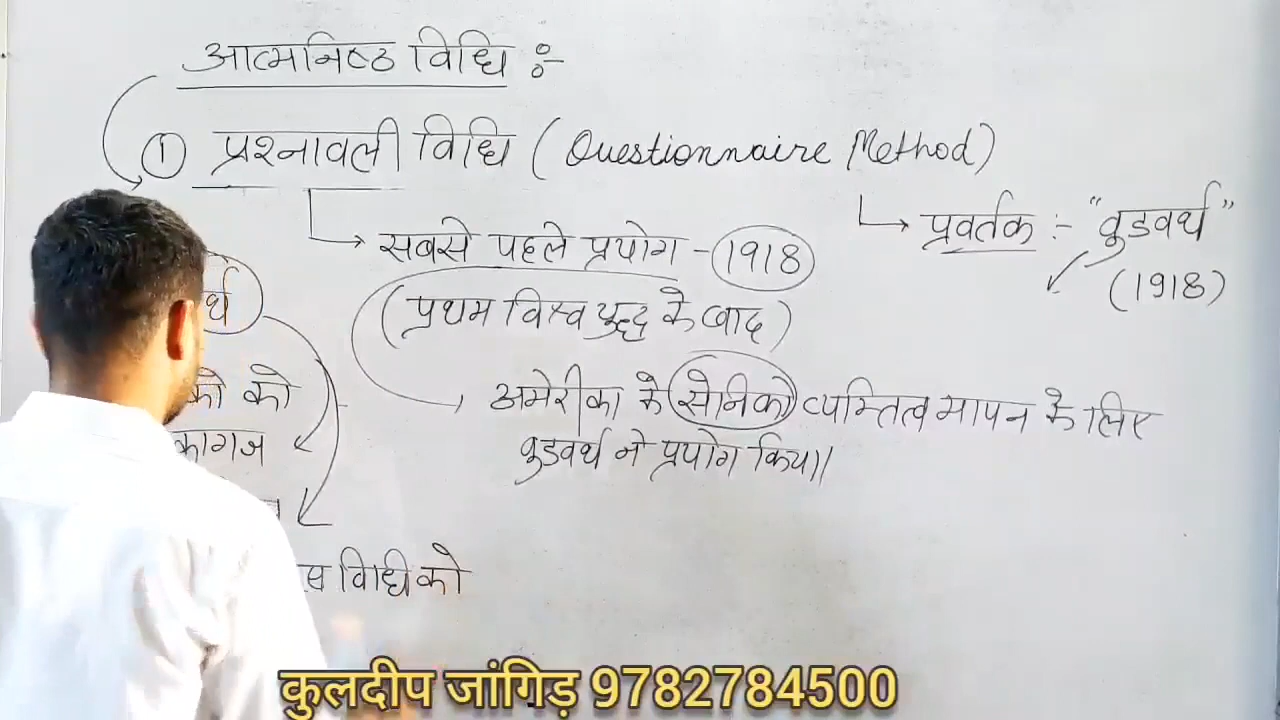 आत्मनिष्ठ विधि :-
① प्रश्नावली विधि ( Questionnaire Method )
प्रवर्तक :- "वुडवर्थ"
(1918)
सबसे पहले प्रयोग - 1918
(प्रथम विश्व युद्ध के बाद)
अमेरीका के सैनिको व्यक्तित्व मापन के लिए
वुडवर्थ ने प्रयोग किया।
को
कागज
विधि को
कुलदीप जांगिड़ 9782784500